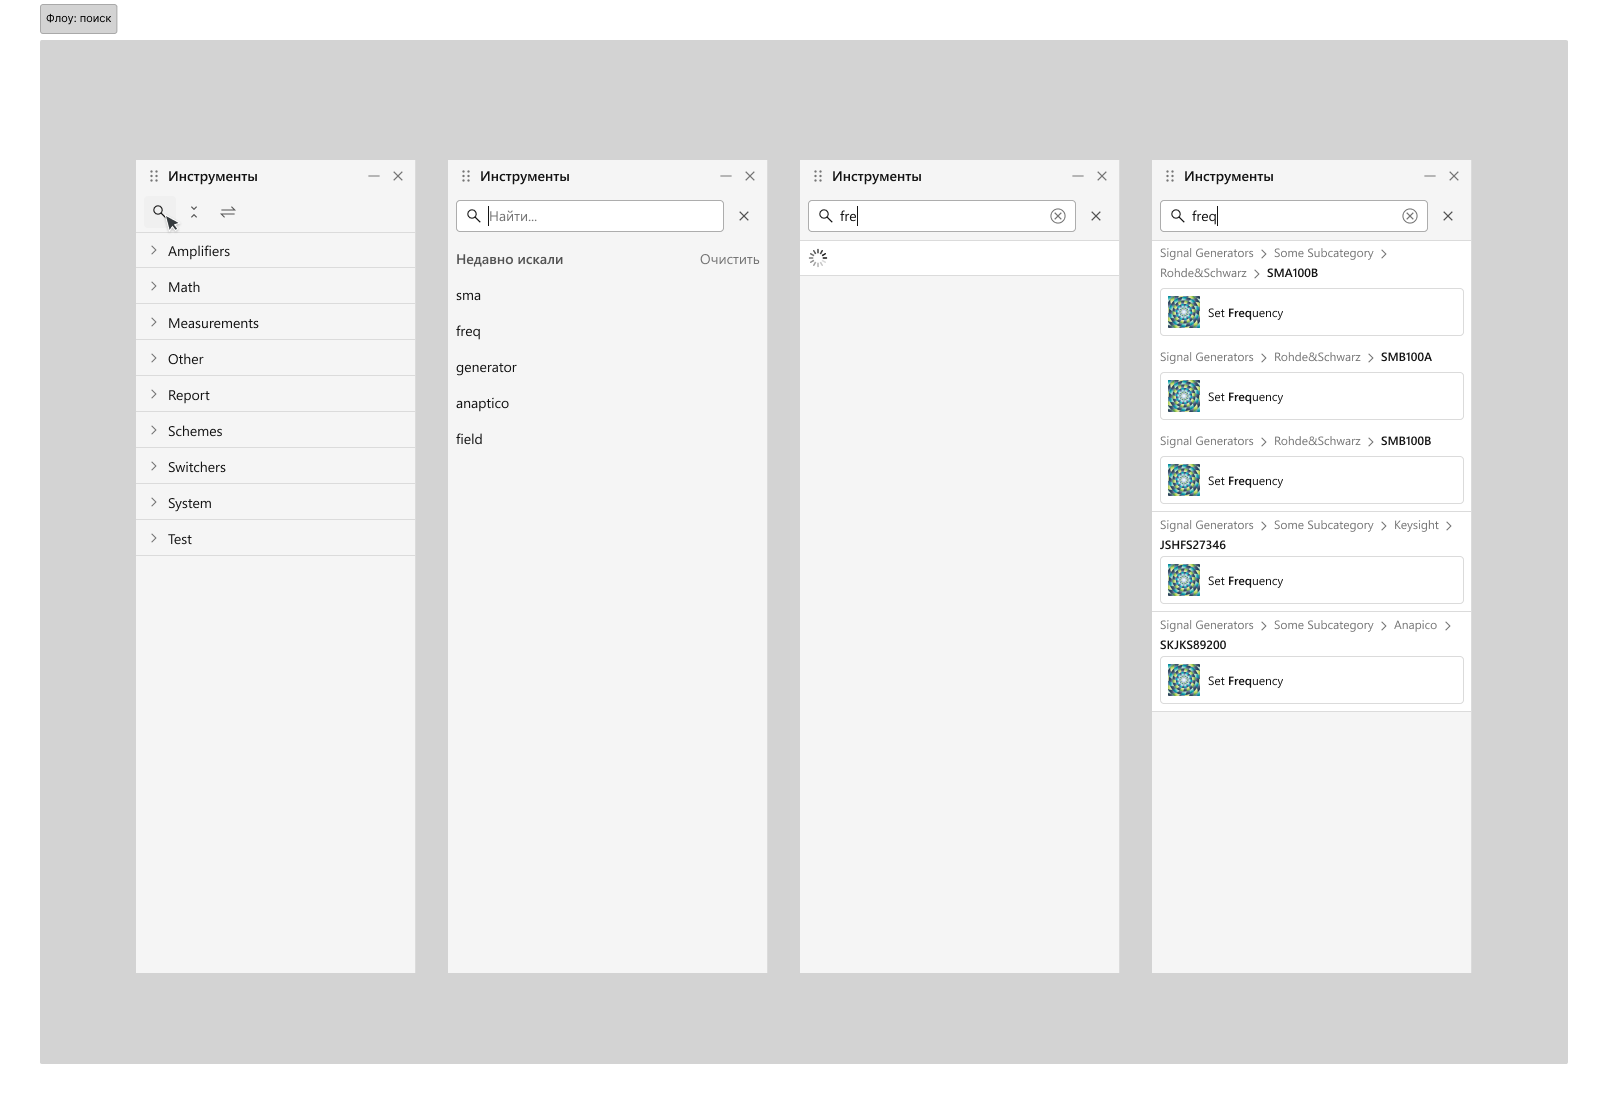 Флоу: поиск
Инструменты
Amplifiers
Math
Measurements
Other
Report
Schemes
Switchers
System
Test
Инструменты
Найти...
Недавно искали
Очистить
sma
freq
generator
anaptico
field
Инструменты
fre
Инструменты
freq
Signal Generators > Some Subcategory >
Rohde&Schwarz > SMA100B
Set Frequency
Signal Generators > Rohde&Schwarz > SMB100A
Set Frequency
Signal Generators > Rohde&Schwarz > SMB100B
Set Frequency
Signal Generators > Some Subcategory > Keysight >
JSHFS27346
Set Frequency
Signal Generators > Some Subcategory > Anapico >
SKJKS89200
Set Frequency